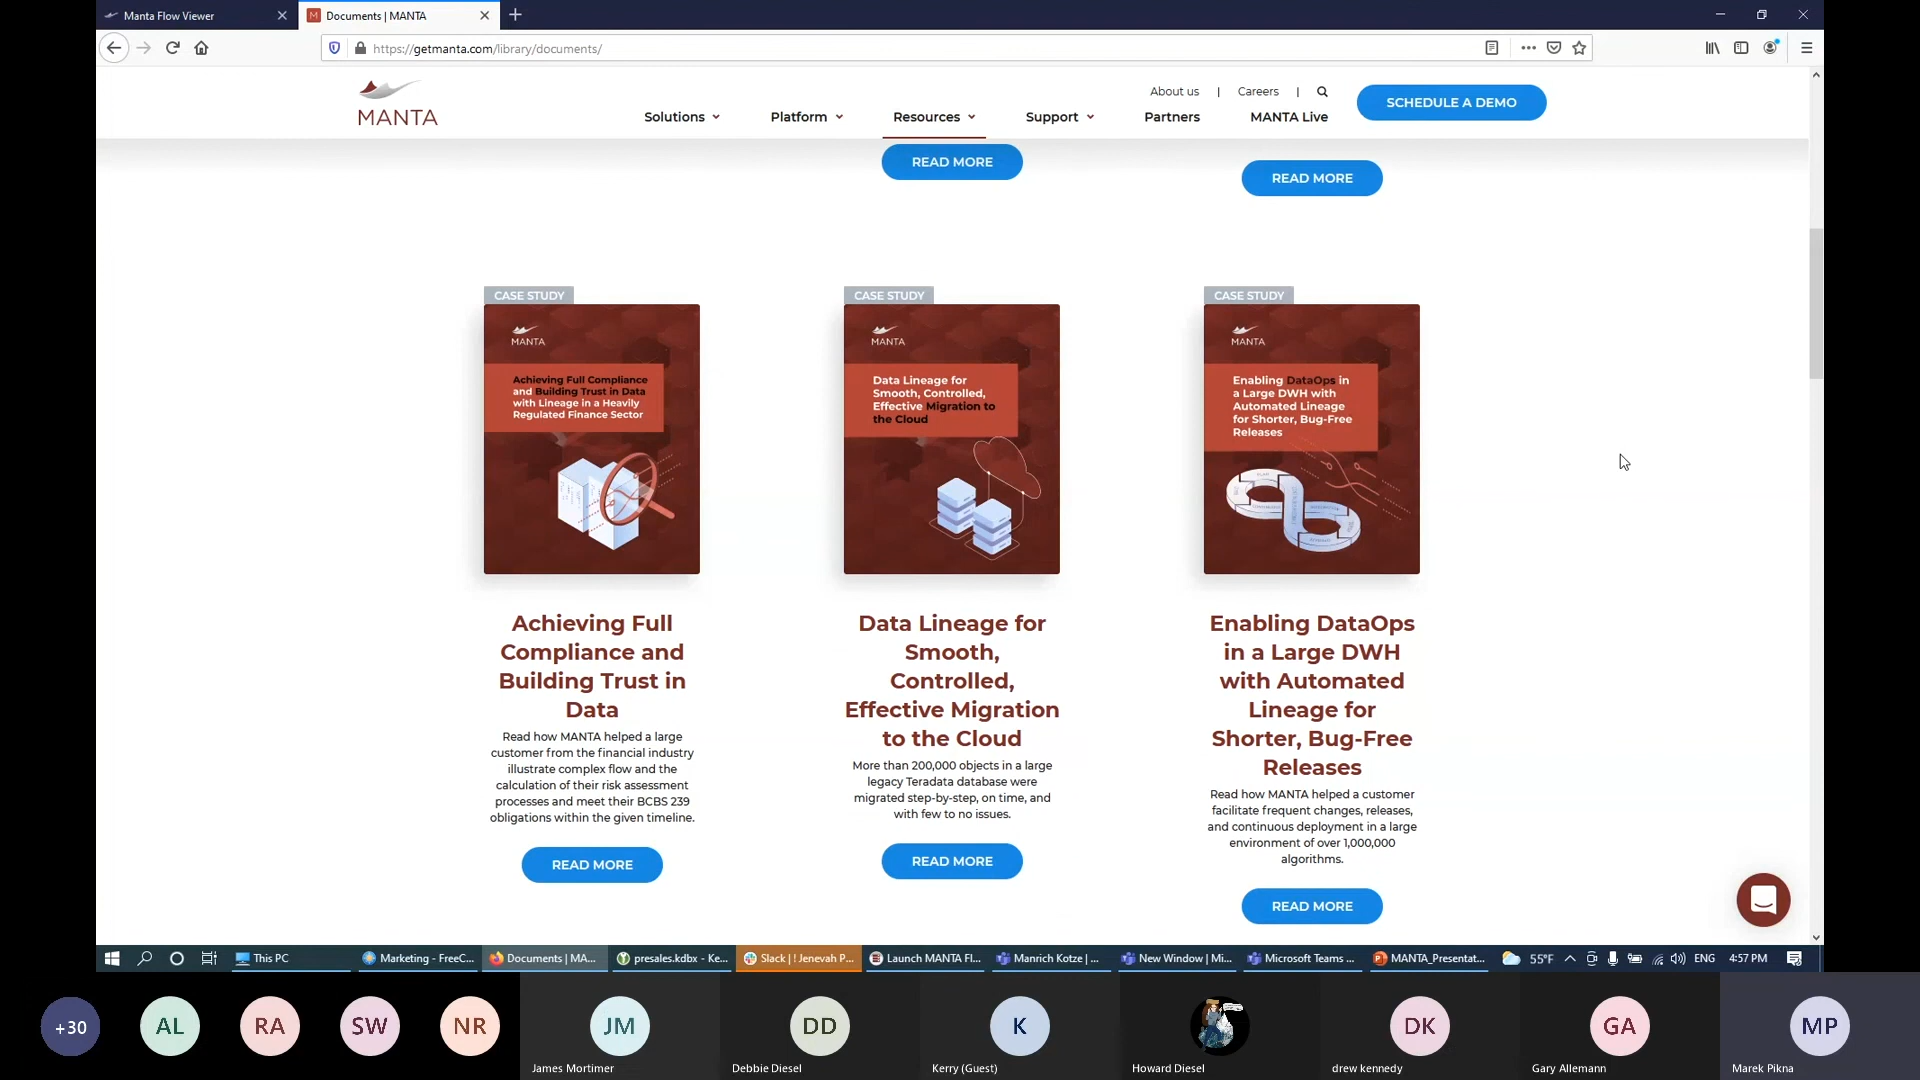 Manta Flow Viewer
Documents | MANTA
https://getmanta.com/library/documents/
About us | Careers |
MANTA
Solutions
Platform
Resources
Support
Partners
MANTA Live
SCHEDULE A DEMO
READ MORE
READ MORE
CASE STUDY
MANTA
Achieving Full Compliance
and Building Trust in Data
with Lineage in a Heavily
Regulated Finance Sector
Achieving Full
Compliance and
Building Trust in
Data
Read how MANTA helped a large
customer from the financial industry
illustrate complex flow and the
calculation of their risk assessment
processes and meet their BCBS 239
obligations within the given timeline.
READ MORE
CASE STUDY
MANTA
Data Lineage for
Smooth, Controlled,
Effective Migration to
the Cloud
Data Lineage for
Smooth,
Controlled,
Effective Migration
to the Cloud
More than 200,000 objects in a large
legacy Teradata database were
migrated step-by-step, on time, and
with few to no issues.
READ MORE
CASE STUDY
MANTA
Enabling DataOps in
a Large DWH with
Automated Lineage
for Shorter, Bug-Free
Releases
Enabling DataOps
in a Large DWH
with Automated
Lineage for
Shorter, Bug-Free
Releases
Read how MANTA helped a customer
facilitate frequent changes, releases,
and continuous deployment in a large
environment of over 1,000,000
algorithms.
READ MORE
This PC
Marketing - FreeC...
Documents | MA...
presales.kdbx - Ke...
Slack | ! Jenevah P...
Launch MANTA Fl...
Manrich Kotze | ...
New Window | Mi...
Microsoft Teams ...
MANTA_Presentat...
55°F
ENG
4:57 PM
+30
AL
RA
SW
NR
JM
James Mortimer
DD
Debbie Diesel
K
Kerry (Guest)
Howard Diesel
DK
drew kennedy
GA
Gary Allemann
MP
Marek Pikna